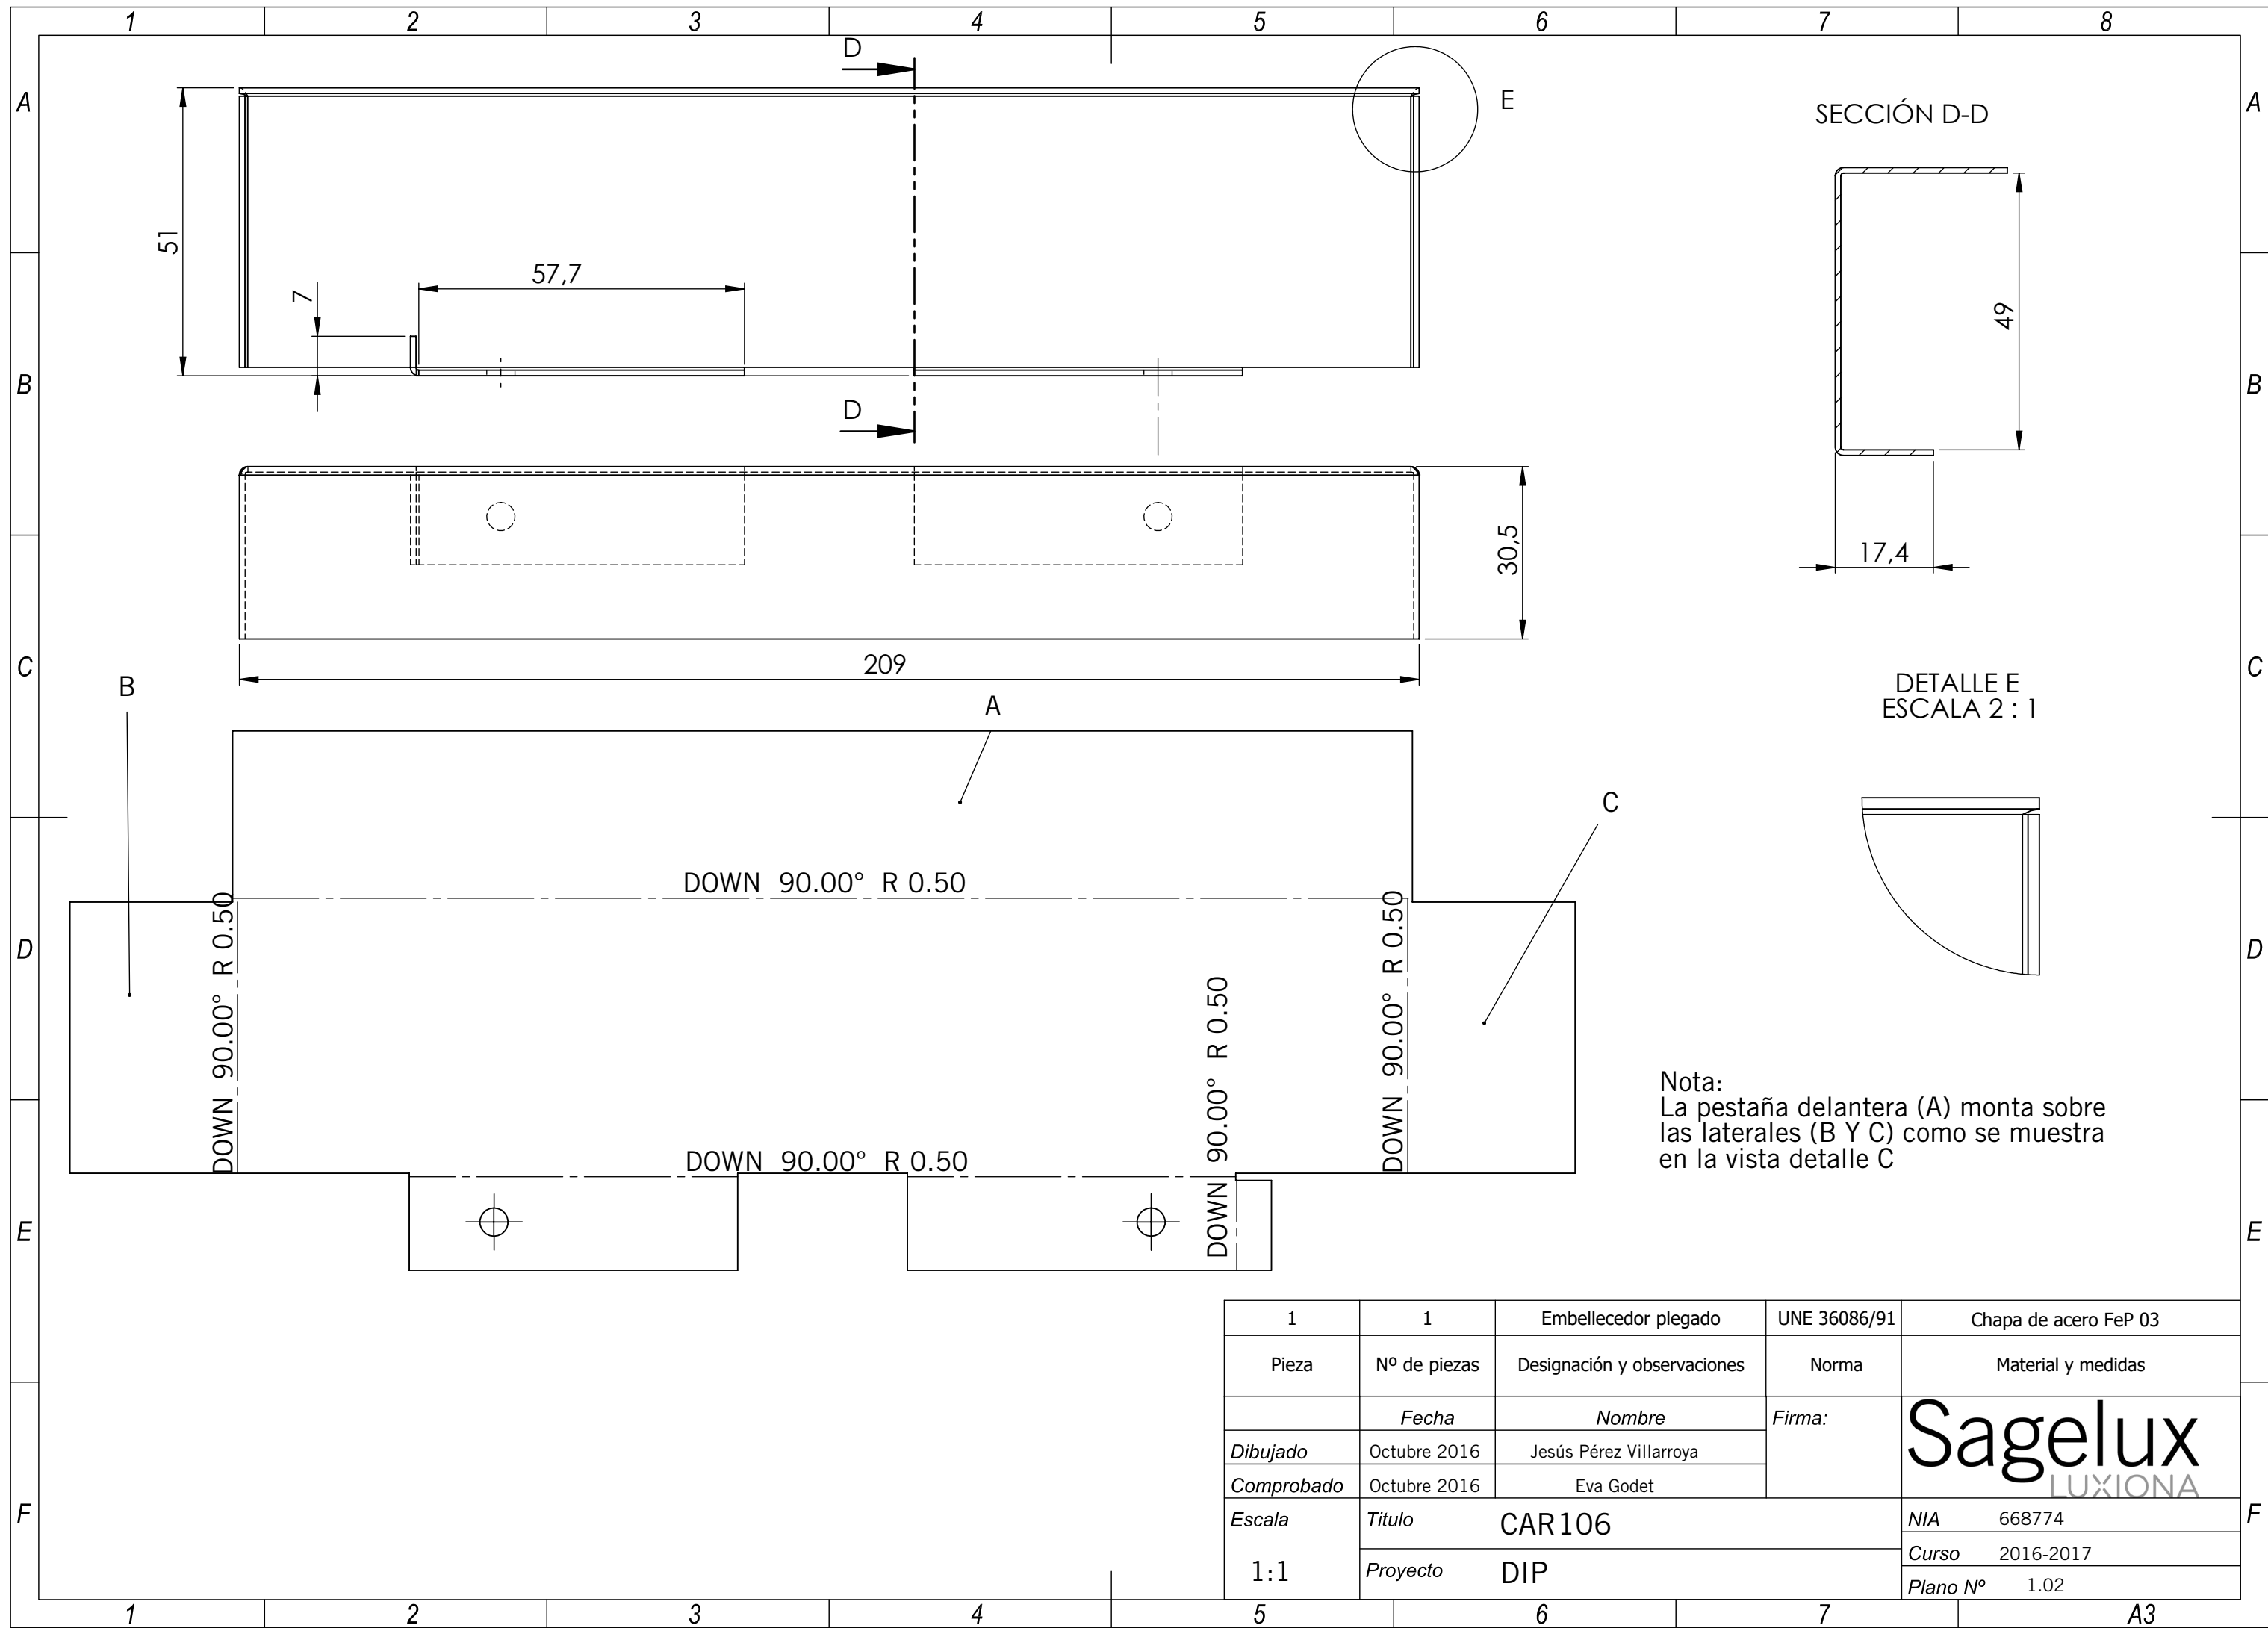 1 2 3 4 5 6 7 8
A A
B B
C C
D D
E E
F F
D
D
E
51
7
57,7
SECCIÓN D-D
49
17,4
30,5
209
DETALLE E
ESCALA 2 : 1
B
A
C
DOWN 90.00° R 0.50
DOWN 90.00° R 0.50
DOWN 90.00° R 0.50
DOWN 90.00° R 0.50
DOWN 90.00° R 0.50
Nota:
La pestaña delantera (A) monta sobre
las laterales (B Y C) como se muestra
en la vista detalle C
1 1 Embellecedor plegado UNE 36086/91 Chapa de acero FeP 03
Pieza Nº de piezas Designación y observaciones Norma Material y medidas
Fecha Nombre Firma:
Dibujado Octubre 2016 Jesús Pérez Villarroya
Comprobado Octubre 2016 Eva Godet
Sagelux
LUXIONA
Escala Titulo CAR106 NIA 668774
1:1 Proyecto DIP Curso 2016-2017
Plano Nº 1.02
1 2 3 4 5 6 7 A3